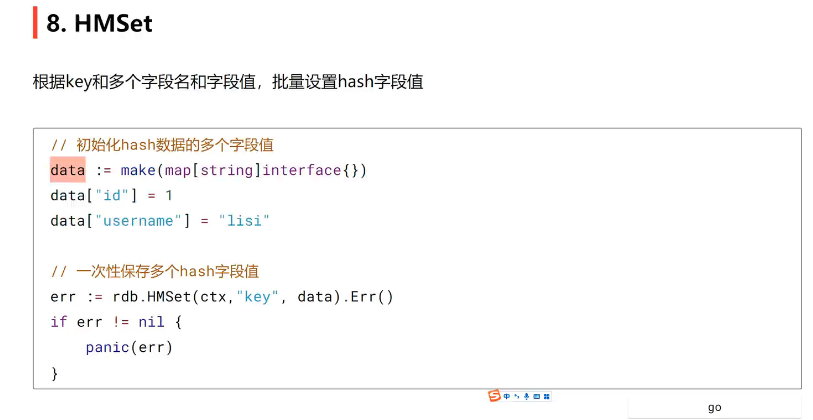 8. HMSet
根据key和多个字段名和字段值，批量设置hash字段值
// 初始化hash数据的多个字段值
data := make(map[string]interface{})
data["id"] = 1
data["username"] = "lisi"
// 一次性保存多个hash字段值
err := rdb.HMSet(ctx,"key", data).Err()
if err != nil {
    panic(err)
}
S 中
go